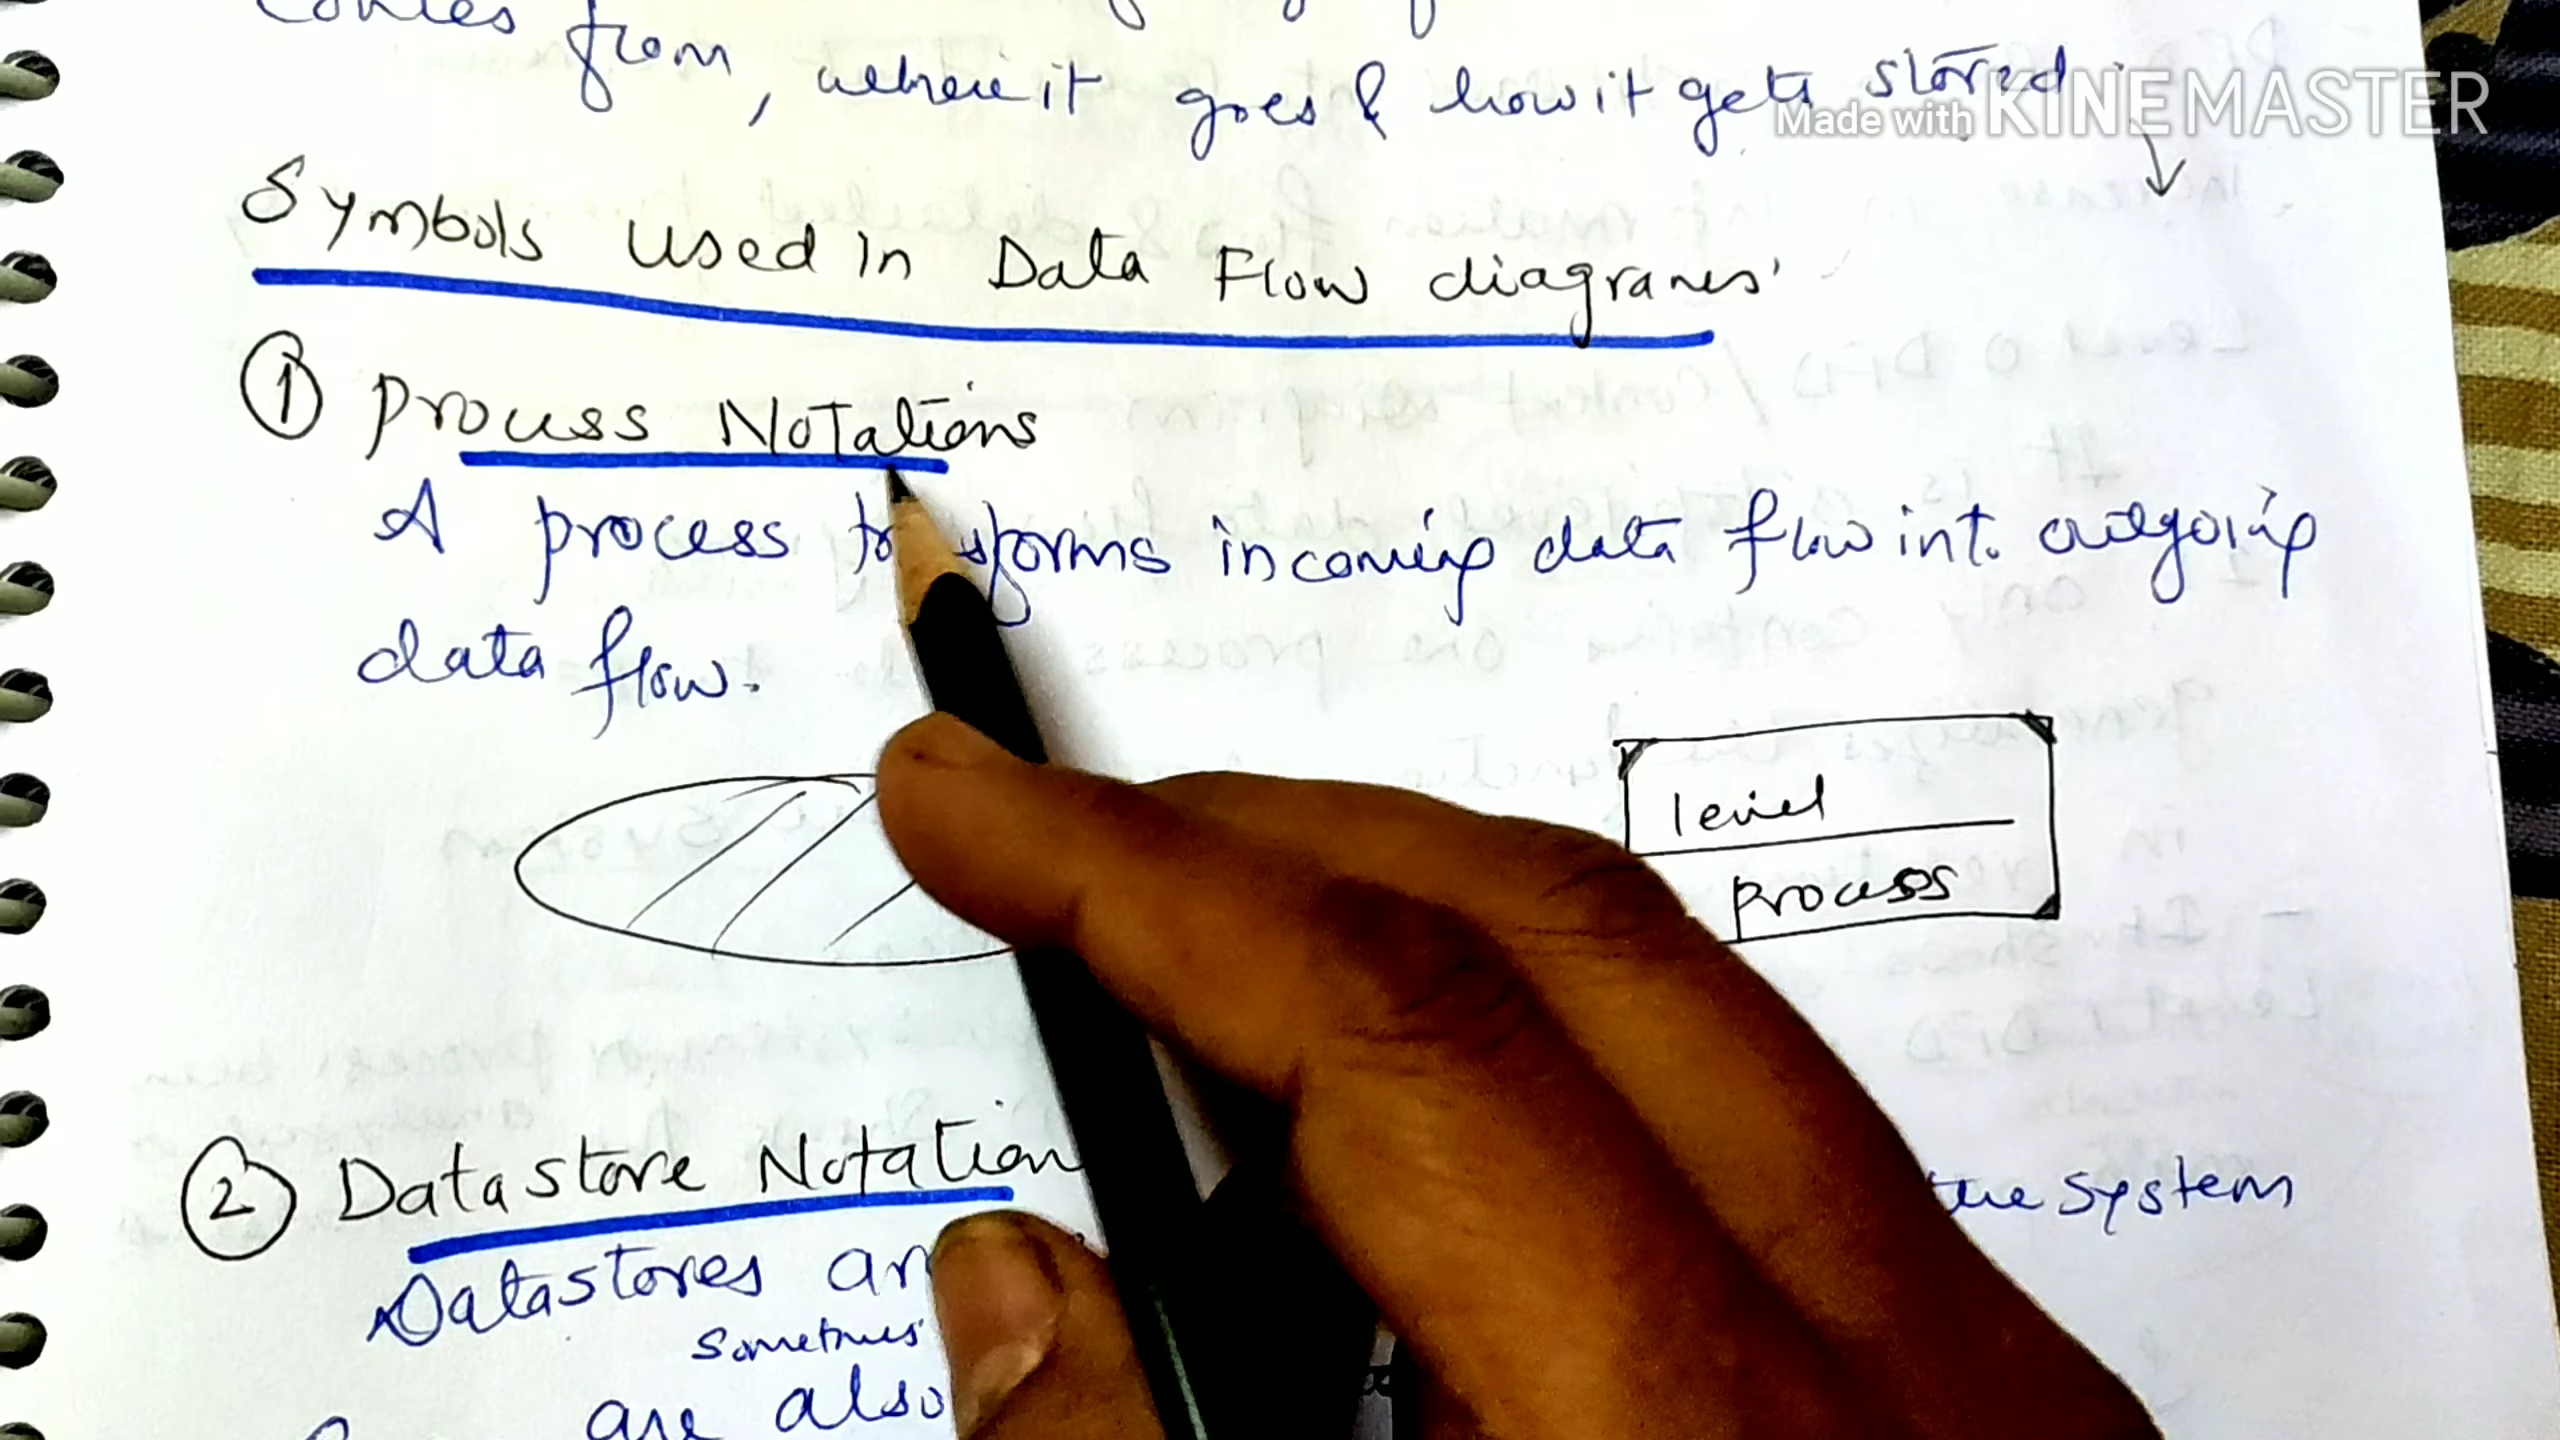 from, where it goes & how it gets stored
Made with KINEMASTER
Symbols used in Data Flow diagrams
① Process Notations
A process transforms incoming data flow into outgoing
data flow.
level
process
② Datastore Notation
the system
Datastores
sometimes
are also